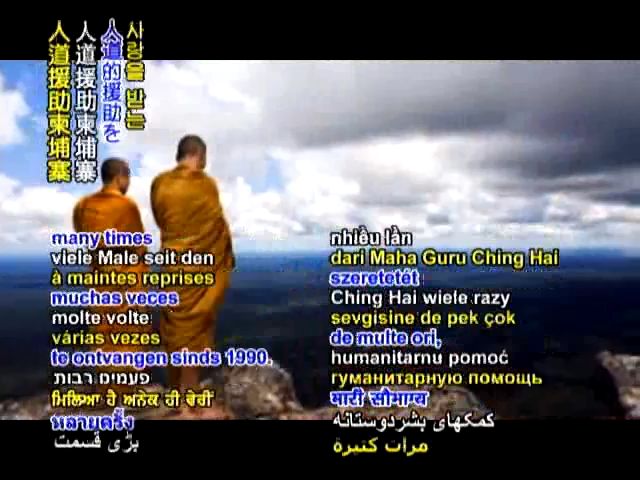 사랑을 받는
人道的援助を
人道援助柬埔寨
人道援助柬埔寨
many times
viele Male seit den
à maintes reprises
muchas veces
molte volte
várias vezes
te ontvangen sinds 1990,
פעמים רבות
ਮਿਲਿਆ ਹੈ ਅਨੇਕ ਹੀ ਵੇਰੀਂ
หลายครั้ง
بڑی قسمت
nhiều lần
dari Maha Guru Ching Hai
szeretetét
Ching Hai wiele razy
sevgisine de pek çok
de multe ori,
humanitarnu pomoć
гуманитарную помощь
کمکهای بشردوستانه
مرات كثيرة